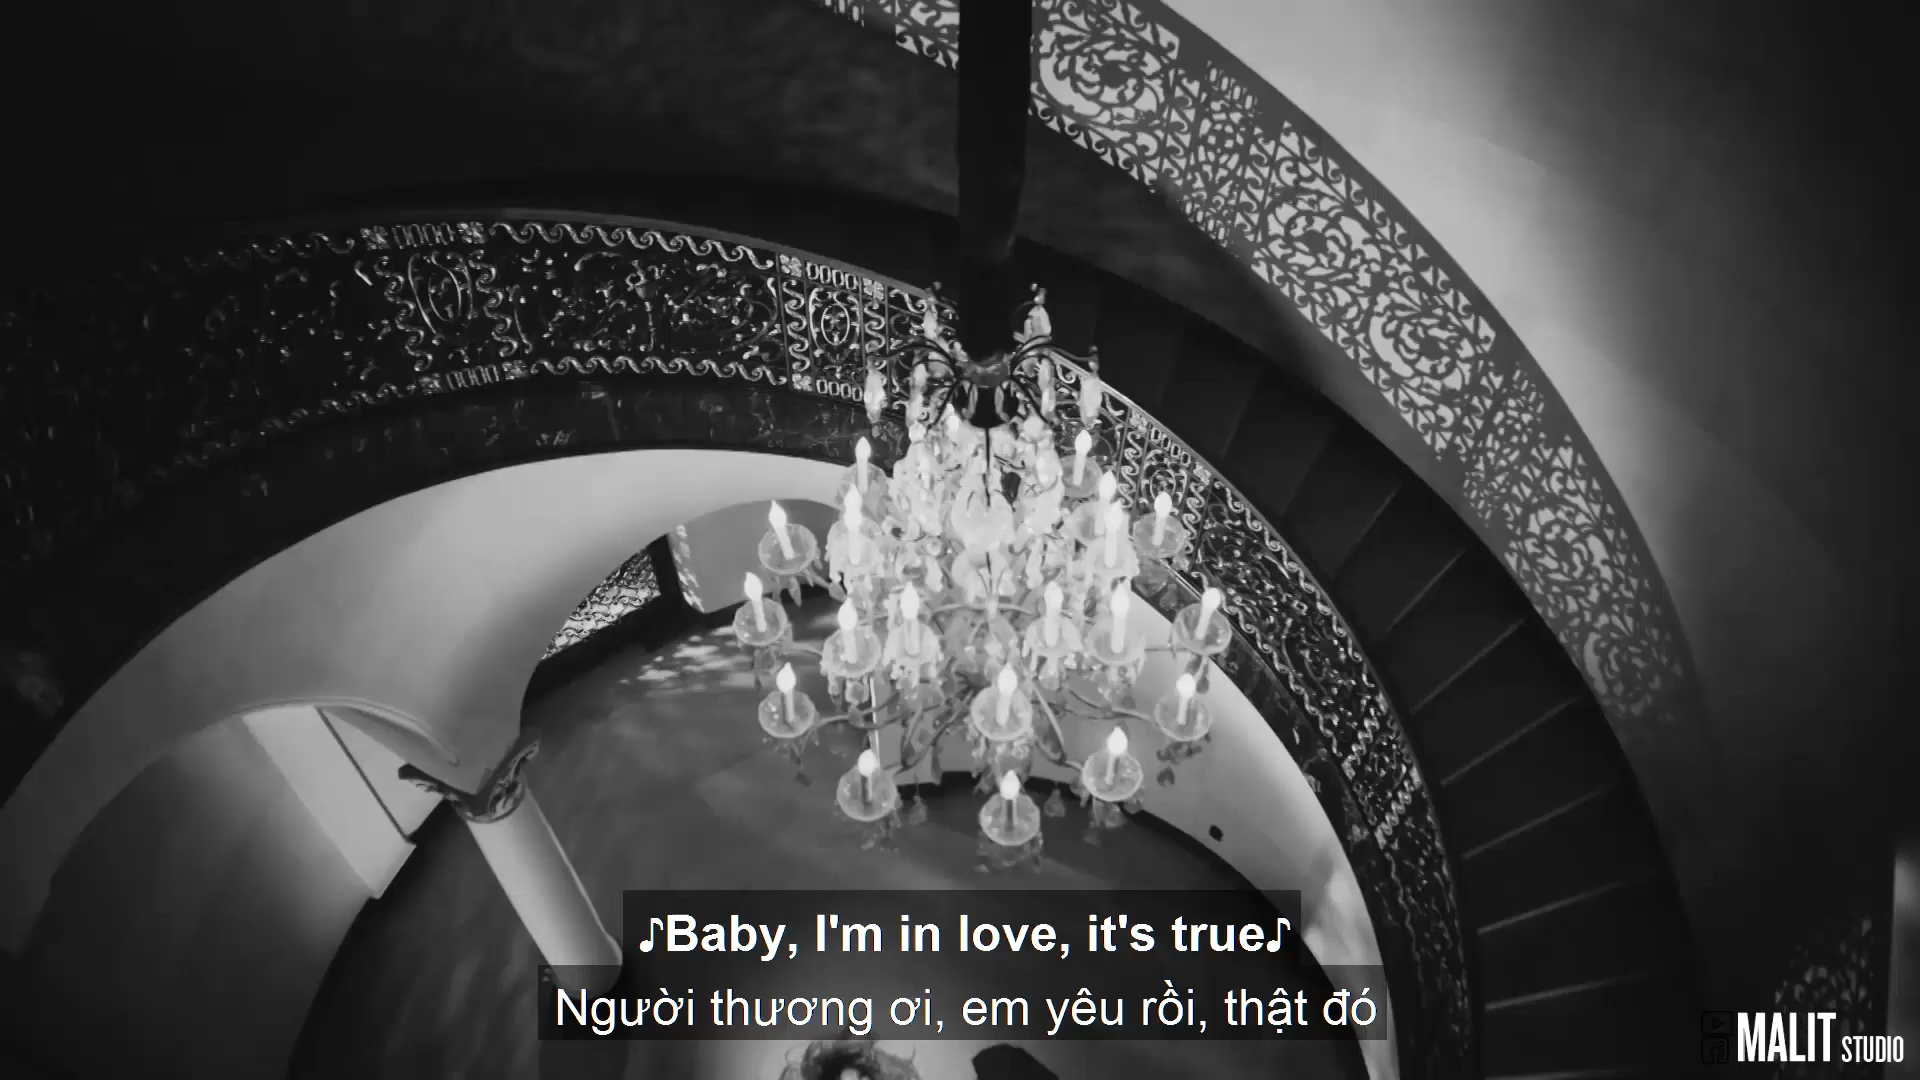 ♪Baby, I'm in love, it's true♪
Người thương ơi, em yêu rồi, thật đó
MALIT STUDIO